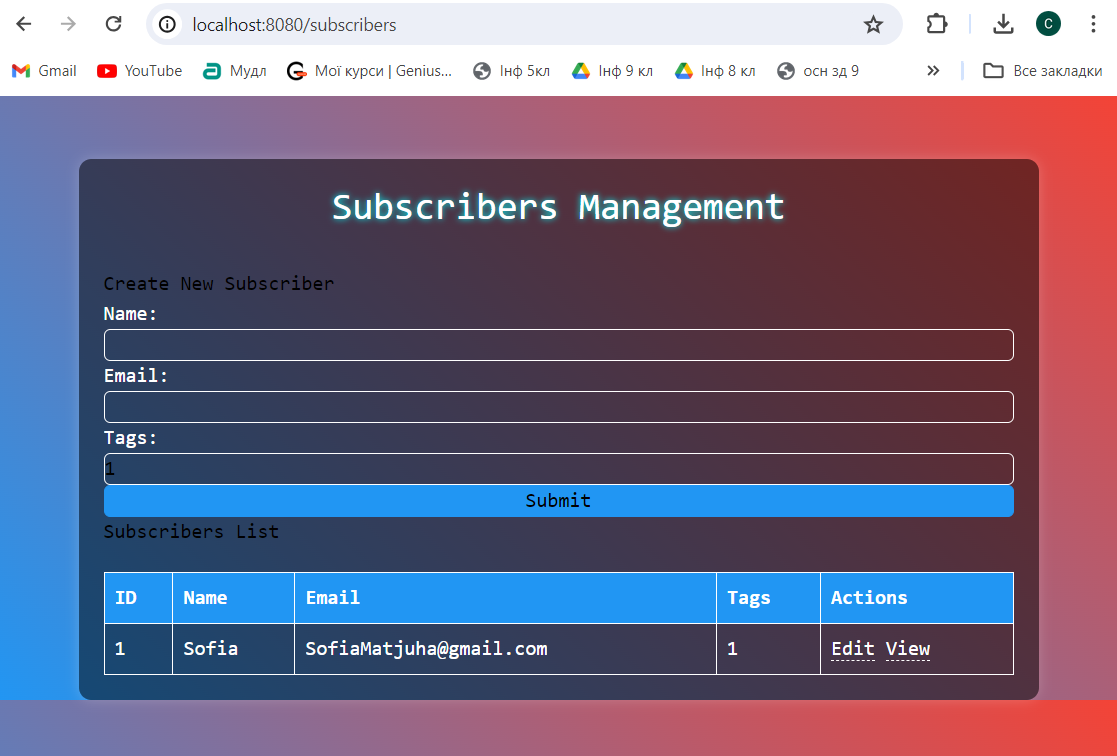 localhost:8080/subscribers
C
Gmail YouTube Мудл Мої курси | Genius... Інф 5кл Інф 9 кл Інф 8 кл осн зд 9 » Все закладки
Subscribers Management
Create New Subscriber
Name:
Email:
Tags:
1
Submit
Subscribers List
ID Name Email Tags Actions
1 Sofia SofiaMatjuha@gmail.com 1 Edit View